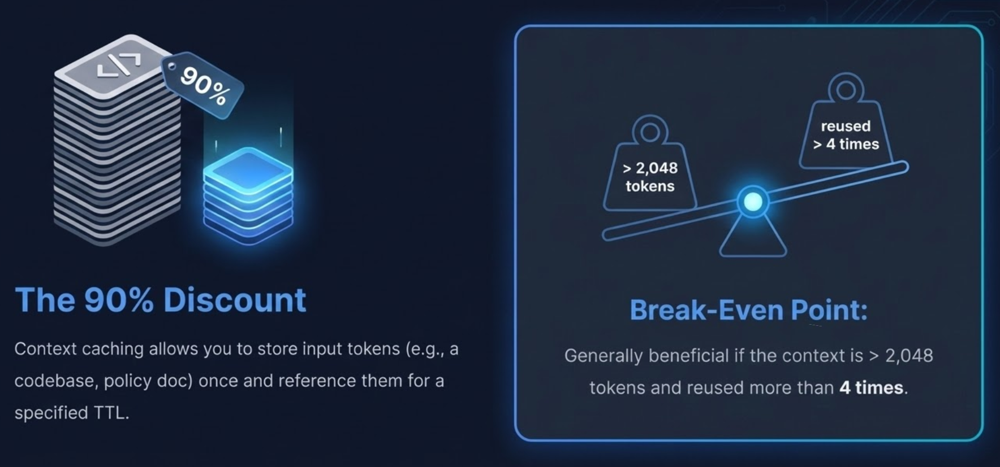 </>
90%
The 90% Discount
Context caching allows you to store input tokens (e.g., a
codebase, policy doc) once and reference them for a
specified TTL.
> 2,048
tokens
reused
> 4 times
Break-Even Point:
Generally beneficial if the context is > 2,048
tokens and reused more than 4 times.